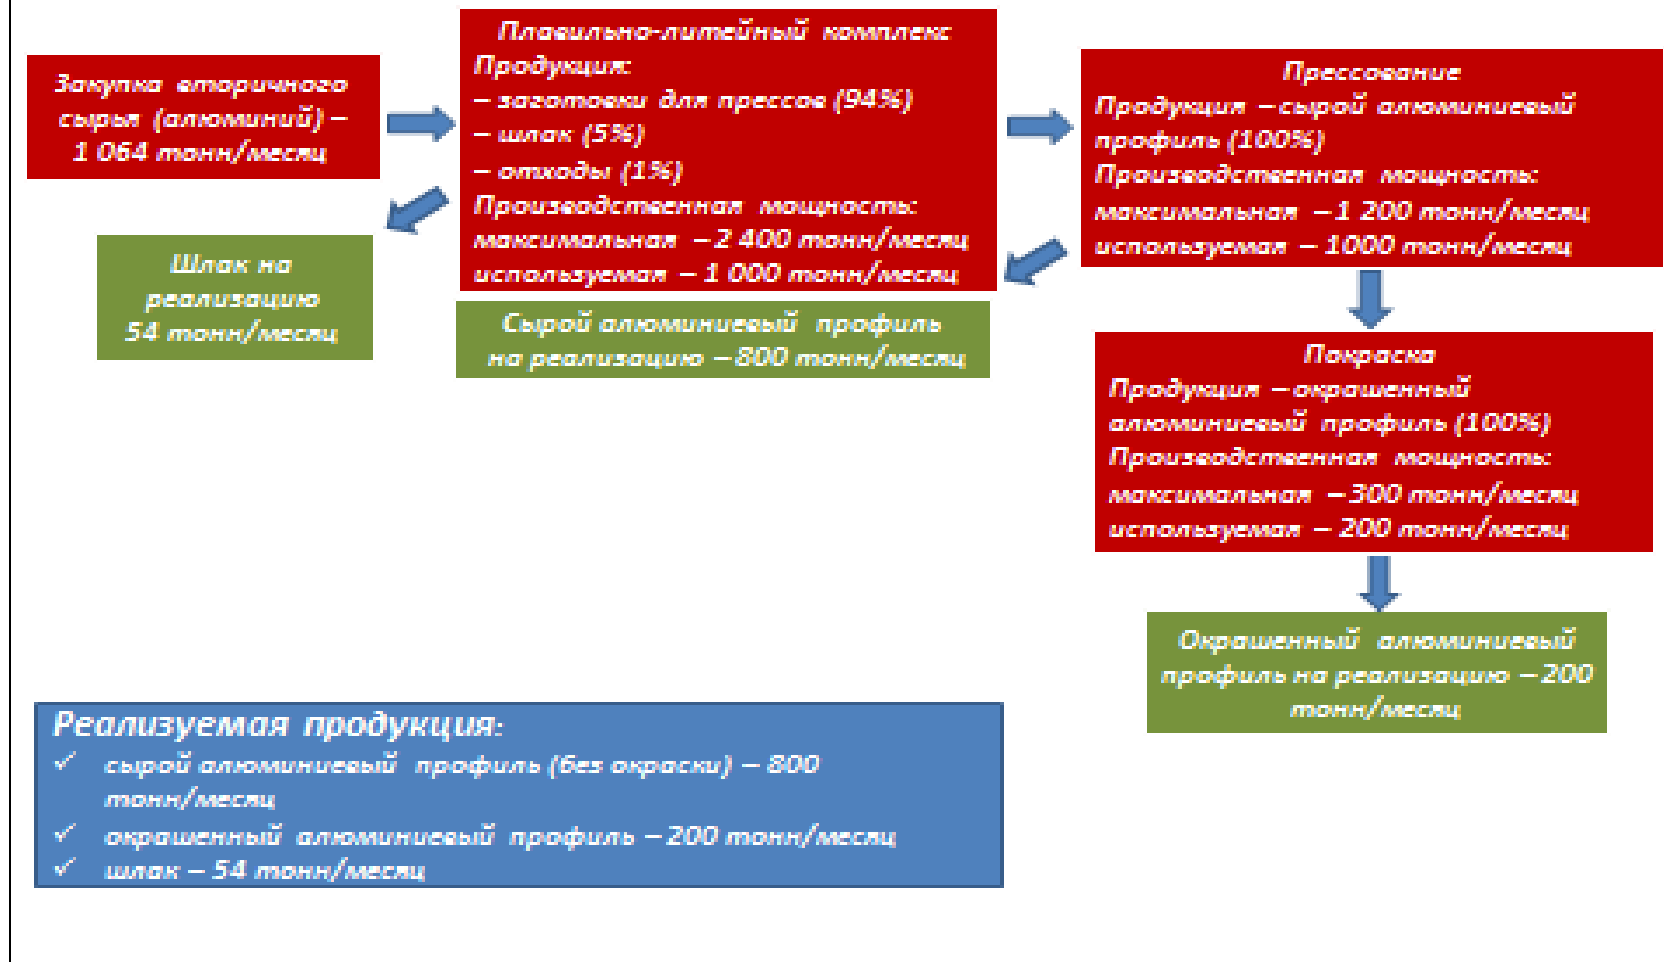 Закупка вторичного
сырья (алюминий) –
1 064 тонн/месяц
Плавильно-литейный комплекс
Продукция:
– заготовки для прессов (94%)
– шлак (5%)
– отходы (1%)
Производственная мощность:
максимальная – 2 400 тонн/месяц
используемая – 1 000 тонн/месяц
Прессование
Продукция – сырой алюминиевый
профиль (100%)
Производственная мощность:
максимальная – 1 200 тонн/месяц
используемая – 1000 тонн/месяц
Шлак на
реализацию
54 тонн/месяц
Сырой алюминиевый профиль
на реализацию – 800 тонн/месяц
Покраска
Продукция – окрашенный
алюминиевый профиль (100%)
Производственная мощность:
максимальная – 300 тонн/месяц
используемая – 200 тонн/месяц
Окрашенный алюминиевый
профиль на реализацию – 200
тонн/месяц
Реализуемая продукция:
✓ сырой алюминиевый профиль (без окраски) – 800
тонн/месяц
✓ окрашенный алюминиевый профиль – 200 тонн/месяц
✓ шлак – 54 тонн/месяц